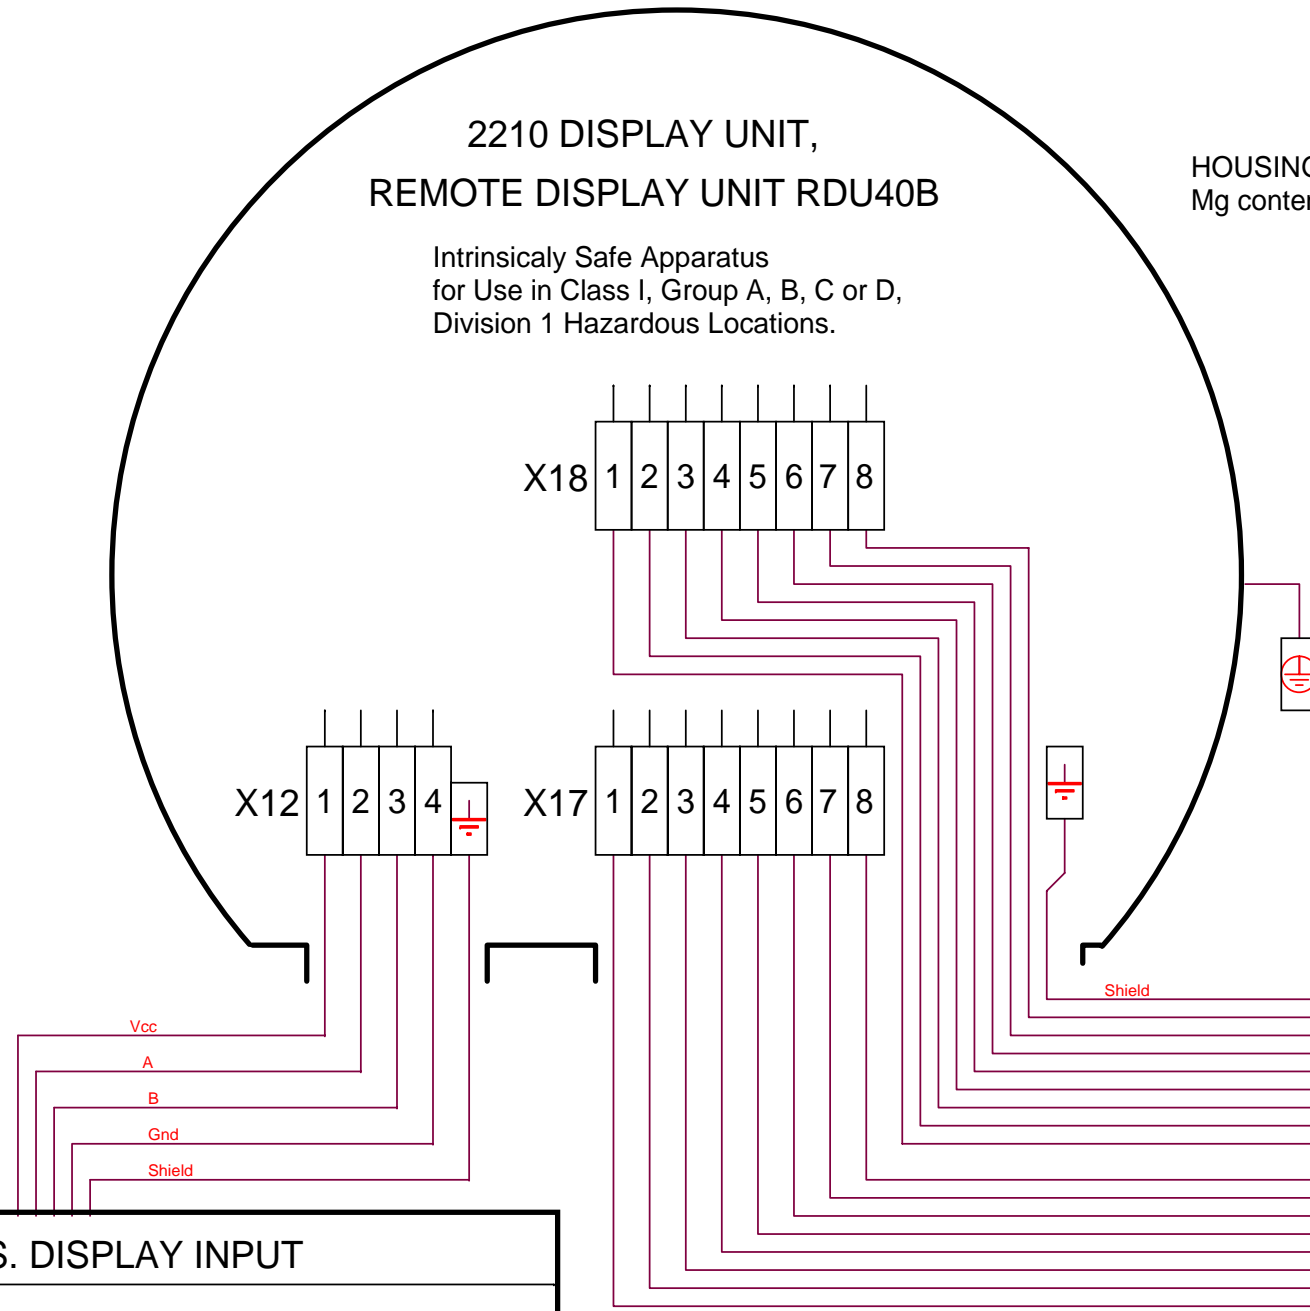 2210 DISPLAY UNIT,
REMOTE DISPLAY UNIT RDU40B
HOUSING
Mg conter
Intrinsicaly Safe Apparatus
for Use in Class I, Group A, B, C or D,
Division 1 Hazardous Locations.
X18 1 2 3 4 5 6 7 8
X12 1 2 3 4
X17 1 2 3 4 5 6 7 8
Shield
Vcc
A
B
Gnd
Shield
S. DISPLAY INPUT